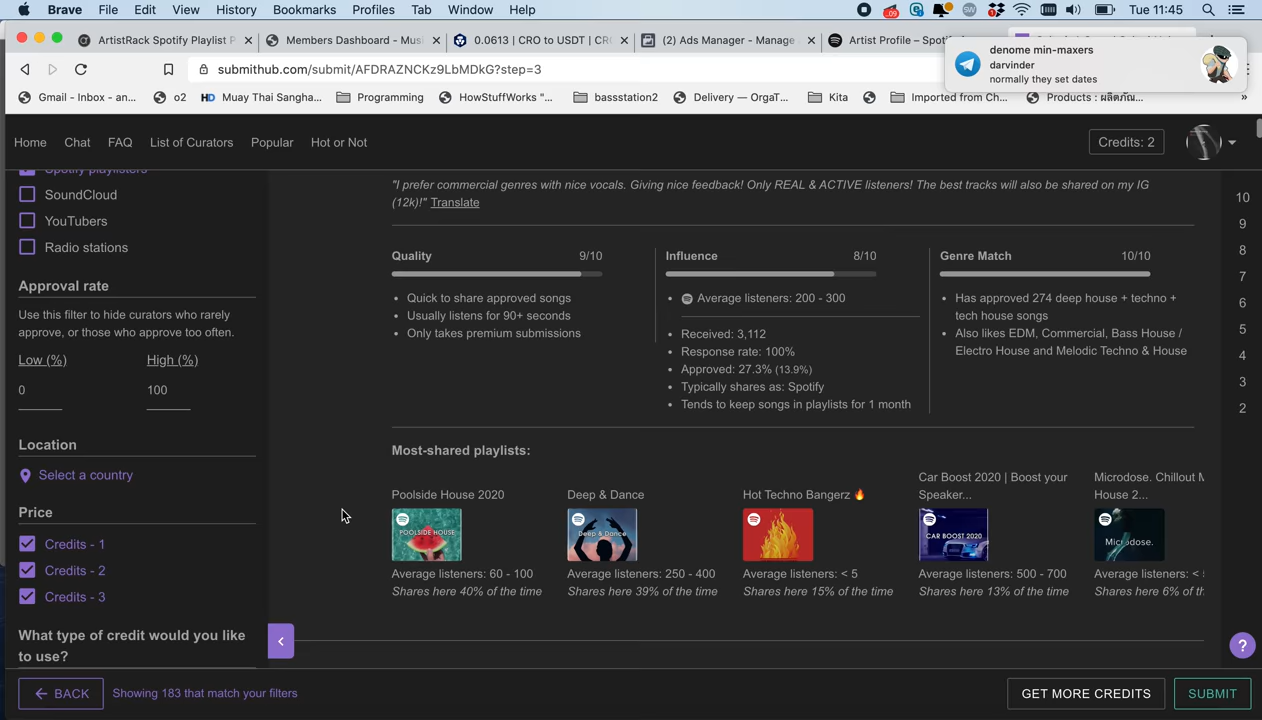 Brave File Edit View History Bookmarks Profiles Tab Window Help Tue 11:45
ArtistRack Spotify Playlist P Members Dashboard - Musi 0.0613 | CRO to USDT | CRO (2) Ads Manager - Manage Artist Profile – Spotif
submithub.com/submit/AFDRAZNCKz9LbMDkG?step=3
denome min-maxers
darvinder
normally they set dates
Gmail - Inbox - an... o2 HD Muay Thai Sangha... Programming HowStuffWorks "... bassstation2 Delivery — OrgaT... Kita Imported from Ch... Products : ผลิตภัณ... »
Home Chat FAQ List of Curators Popular Hot or Not Credits: 2
Spotify playlisters
SoundCloud
YouTubers
Radio stations
Approval rate
Use this filter to hide curators who rarely
approve, or those who approve too often.
Low (%) High (%)
0 100
Location
Select a country
Price
Credits - 1
Credits - 2
Credits - 3
What type of credit would you like
to use?
"I prefer commercial genres with nice vocals. Giving nice feedback! Only REAL & ACTIVE listeners! The best tracks will also be shared on my IG
(12k)!" Translate
Quality 9/10
• Quick to share approved songs
• Usually listens for 90+ seconds
• Only takes premium submissions
Influence 8/10
• Average listeners: 200 - 300
• Received: 3,112
• Response rate: 100%
• Approved: 27.3% (13.9%)
• Typically shares as: Spotify
• Tends to keep songs in playlists for 1 month
Genre Match 10/10
• Has approved 274 deep house + techno +
tech house songs
• Also likes EDM, Commercial, Bass House /
Electro House and Melodic Techno & House
Most-shared playlists:
Poolside House 2020
POOLSIDE HOUSE
Average listeners: 60 - 100
Shares here 40% of the time
Deep & Dance
Deep & Dance
Average listeners: 250 - 400
Shares here 39% of the time
Hot Techno Bangerz 🔥
Average listeners: < 5
Shares here 15% of the time
Car Boost 2020 | Boost your
Speaker...
CAR BOOST 2020
Average listeners: 500 - 700
Shares here 13% of the time
Microdose. Chillout M
House 2...
Microdose.
Average listeners: <
Shares here 6% of th
10
9
8
7
6
5
4
3
2
?
← BACK Showing 183 that match your filters GET MORE CREDITS SUBMIT